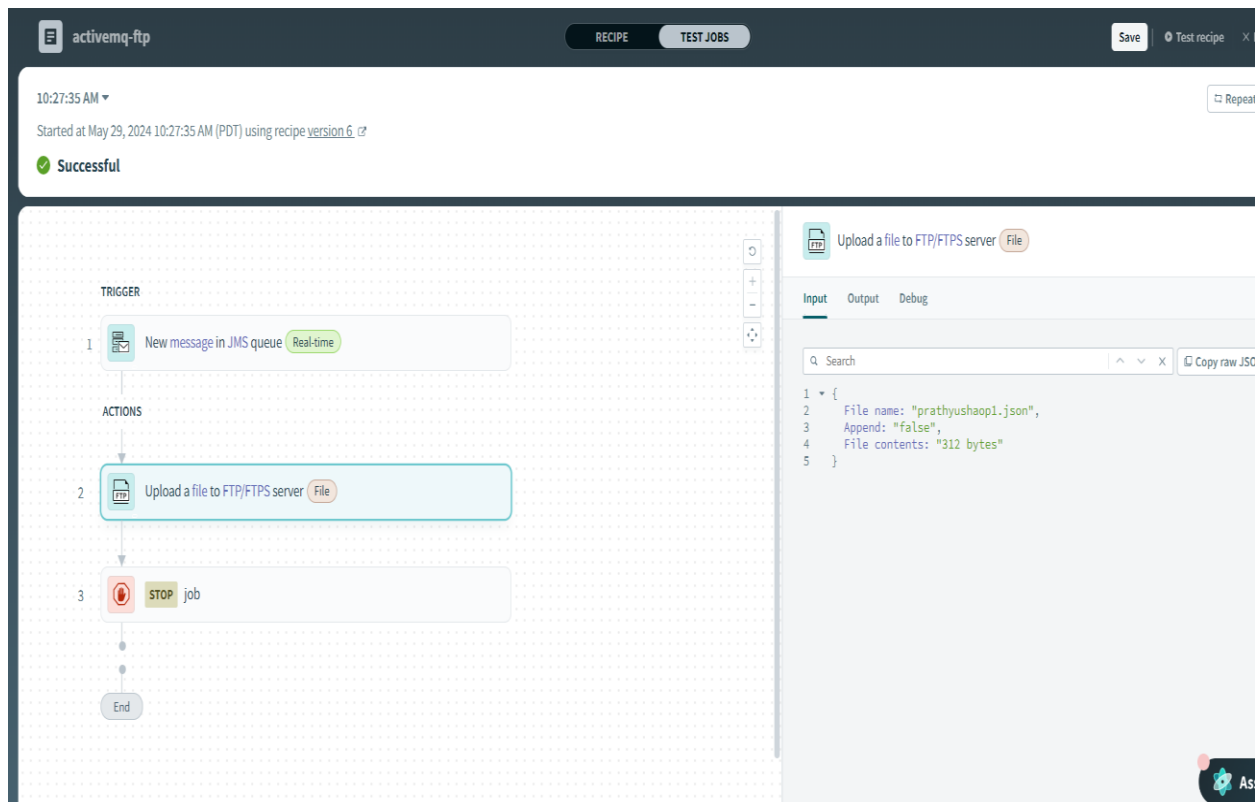 activemq-ftp
RECIPE
TEST JOBS
Save
Test recipe
10:27:35 AM
Repeat
Started at May 29, 2024 10:27:35 AM (PDT) using recipe version 6
Successful
TRIGGER
1 New message in JMS queue Real-time
ACTIONS
2 Upload a file to FTP/FTPS server File
3 STOP job
End
Upload a file to FTP/FTPS server File
Input Output Debug
Search
Copy raw JSO
1 {
2 File name: "prathyushaop1.json",
3 Append: "false",
4 File contents: "312 bytes"
5 }
As